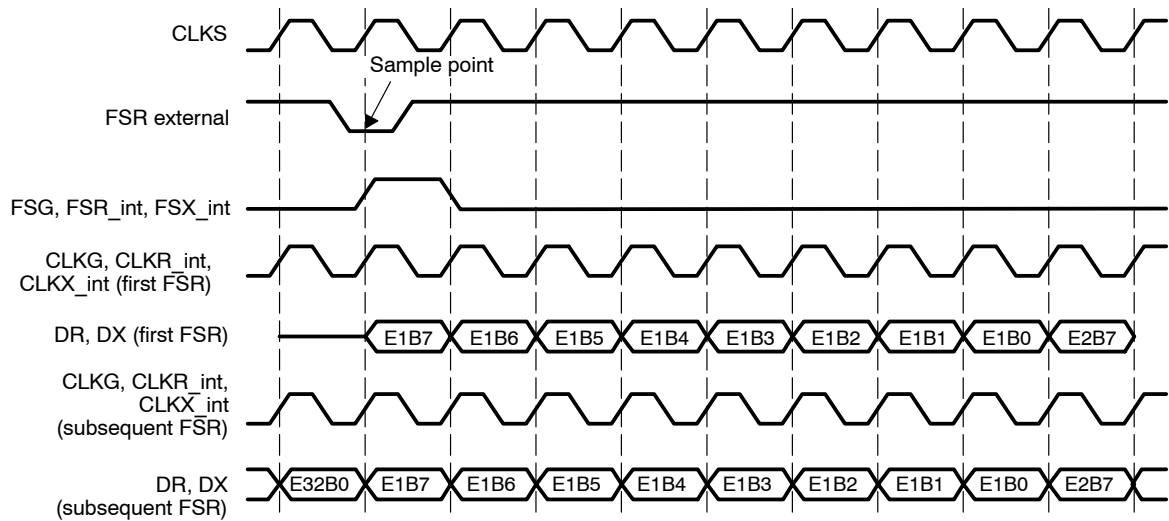 CLKS
Sample point
FSR external
FSG, FSR_int, FSX_int
CLKG, CLKR_int,
CLKX_int (first FSR)
DR, DX (first FSR)
E1B7 E1B6 E1B5 E1B4 E1B3 E1B2 E1B1 E1B0 E2B7
CLKG, CLKR_int,
CLKX_int
(subsequent FSR)
DR, DX
(subsequent FSR)
E32B0 E1B7 E1B6 E1B5 E1B4 E1B3 E1B2 E1B1 E1B0 E2B7